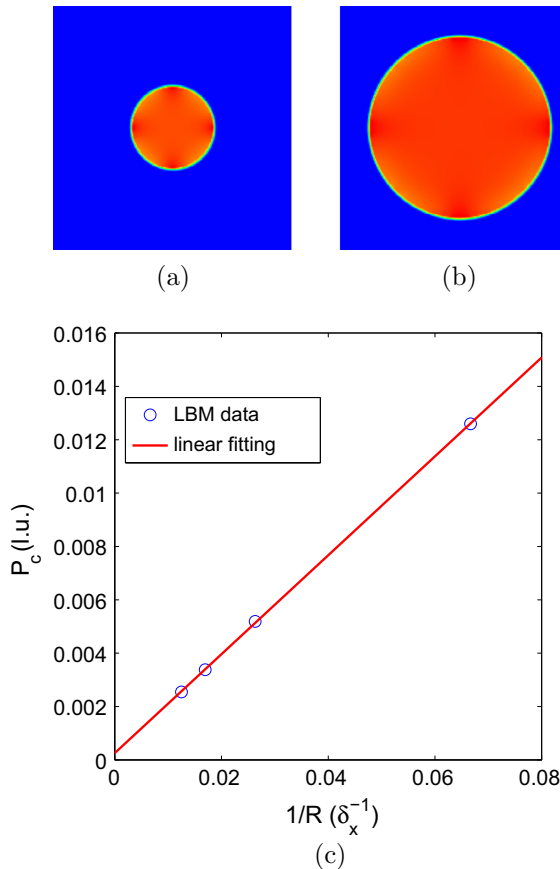 (a)
(b)
0.016
0.014
0.012
0.01
0.008
0.006
0.004
0.002
0
P_c (l.u.)
LBM data
linear fitting
0 0.02 0.04 0.06 0.08
1/R (δ_x^{-1})
(c)